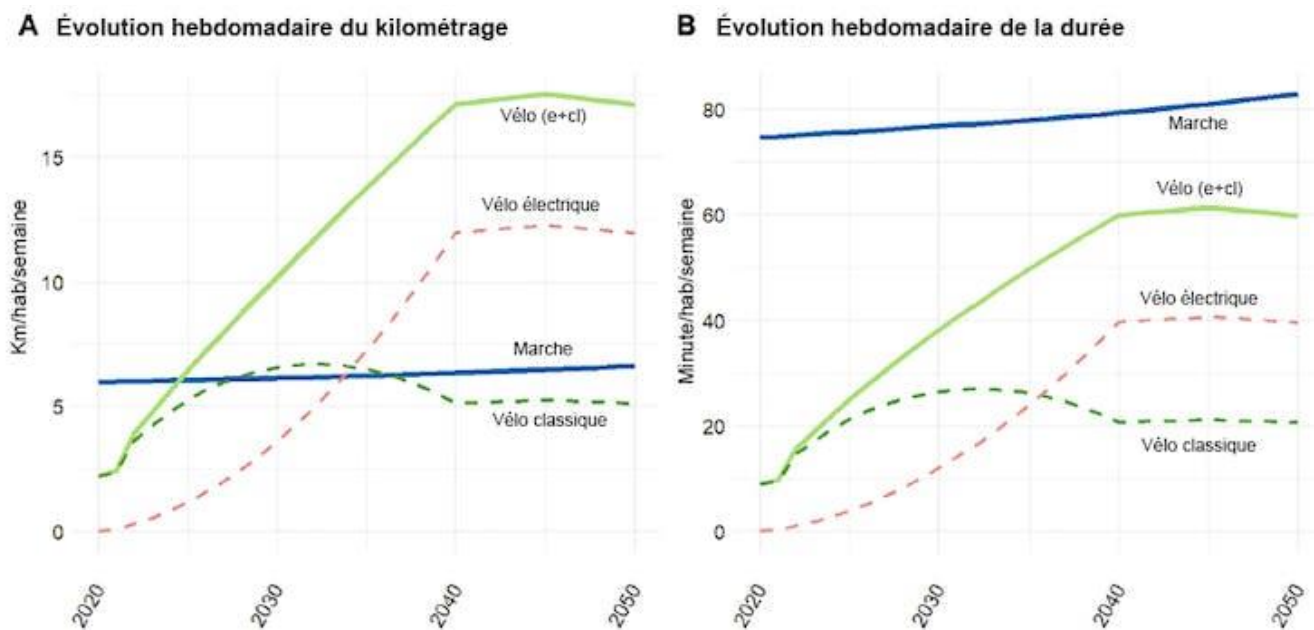 A Évolution hebdomadaire du kilométrage
Km/hab/semaine
15
10
5
0
Vélo (e+cl)
Vélo électrique
Marche
Vélo classique
2020
2030
2040
2050
B Évolution hebdomadaire de la durée
Minute/hab/semaine
80
60
40
20
0
Marche
Vélo (e+cl)
Vélo électrique
Vélo classique
2020
2030
2040
2050